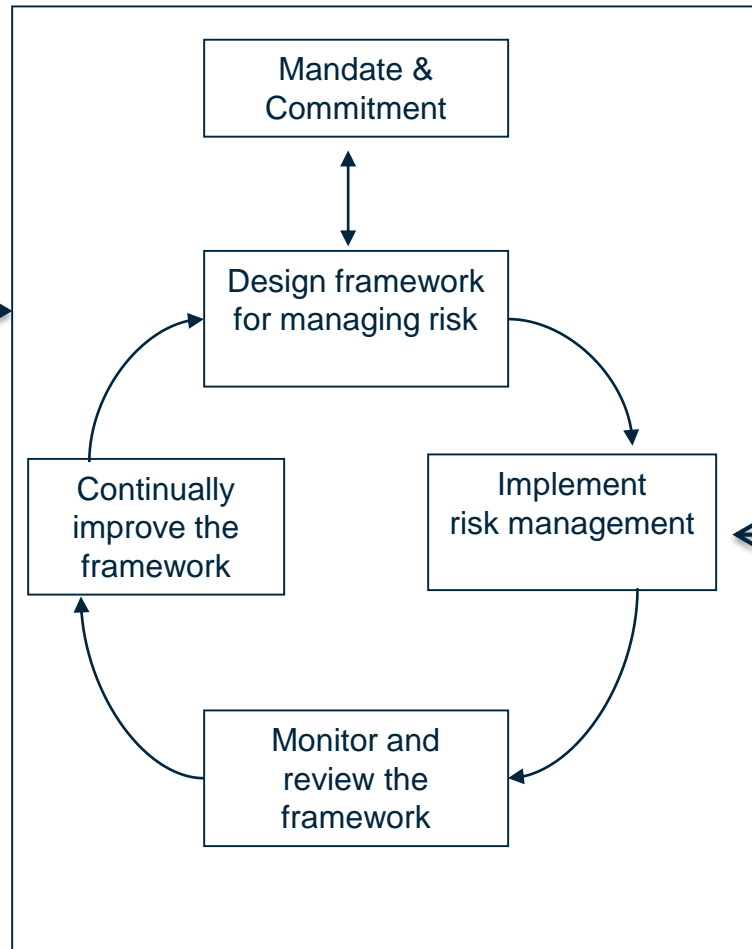 Mandate &
Commitment
Design framework
for managing risk
Continually
improve the
framework
Implement
risk management
Monitor and
review the
framework